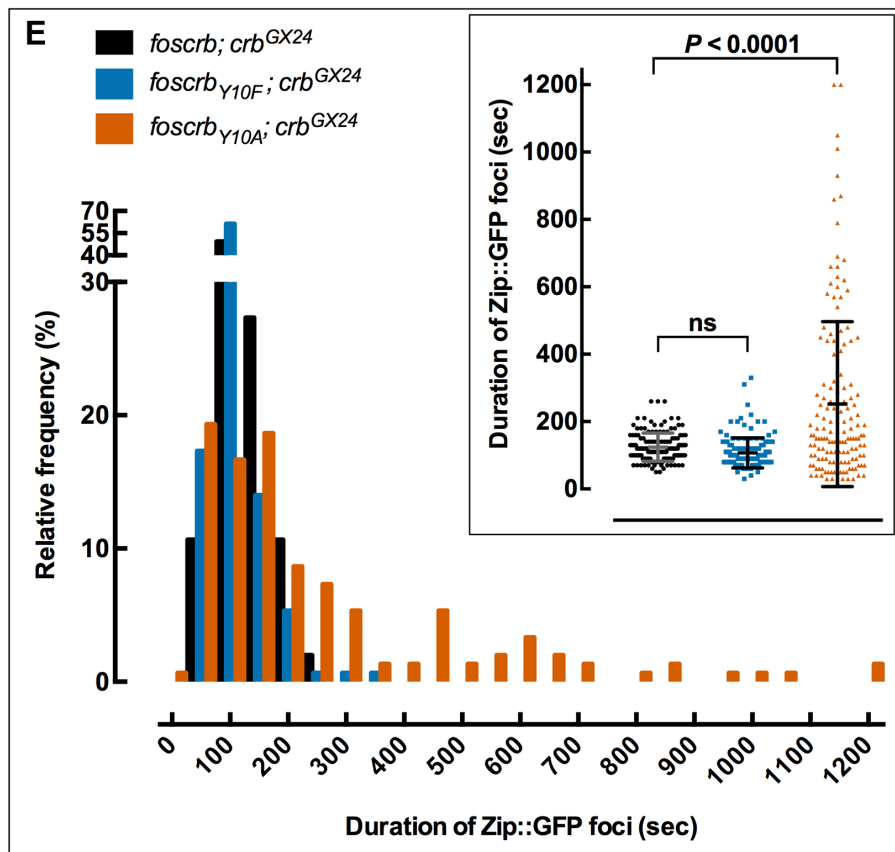 E
foscrb; crb^GX24
foscrb_Y10F; crb^GX24
foscrb_Y10A; crb^GX24
Relative frequency (%)
70
55
40
30
20
10
0
0 100 200 300 400 500 600 700 800 900 1000 1100 1200
Duration of Zip::GFP foci (sec)
P < 0.0001
ns
Duration of Zip::GFP foci (sec)
1200
1000
800
600
400
200
0